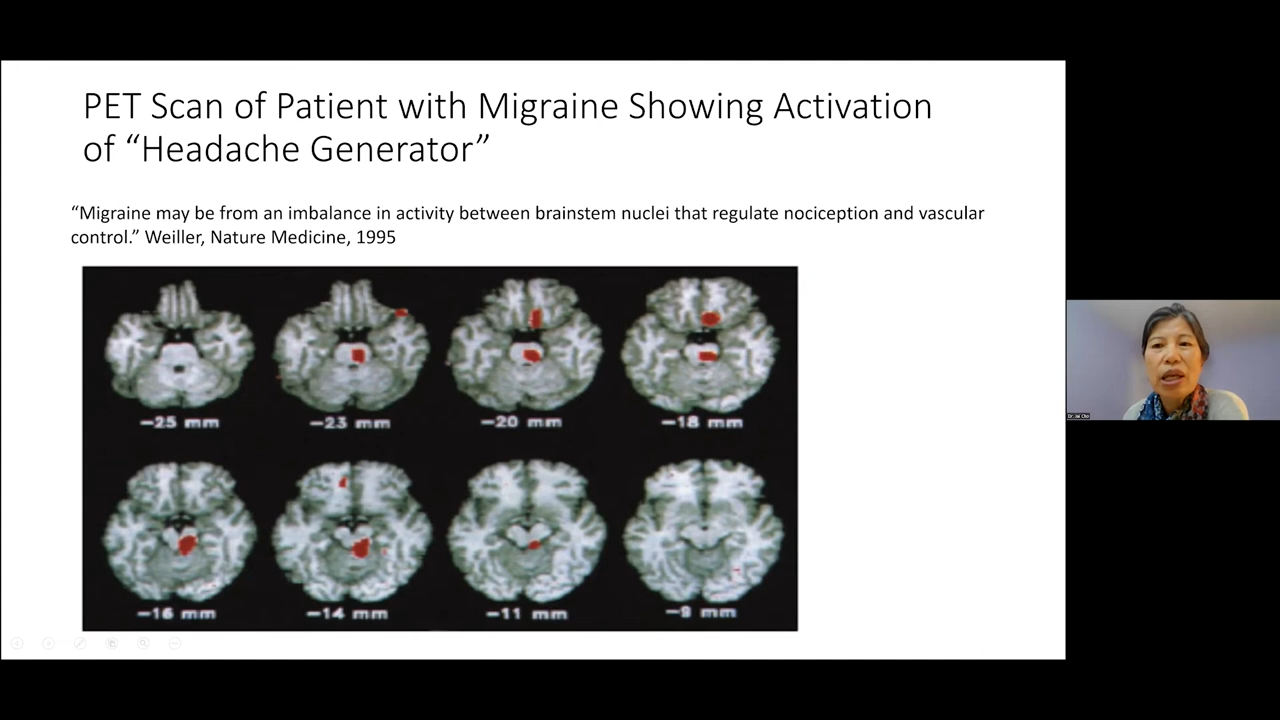 PET Scan of Patient with Migraine Showing Activation
of “Headache Generator”
“Migraine may be from an imbalance in activity between brainstem nuclei that regulate nociception and vascular
control.” Weiller, Nature Medicine, 1995
−25 mm
−23 mm
−20 mm
−18 mm
−16 mm
−14 mm
−11 mm
−9 mm